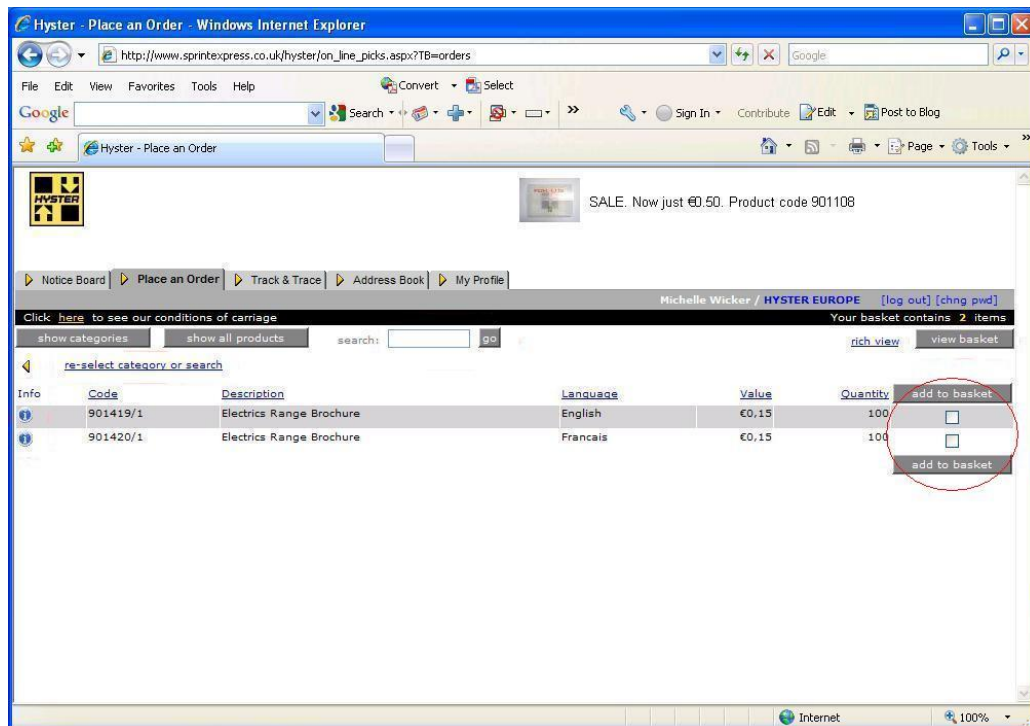 Hyster - Place an Order - Windows Internet Explorer
http://www.sprintexpress.co.uk/hyster/on_line_picks.aspx?TB=orders Google
File Edit View Favorites Tools Help Convert Select
Google Search >> Sign In Contribute Edit Post to Blog
Hyster - Place an Order Page Tools >>
HYSTER
SALE. Now just €0.50. Product code 901108
Notice Board Place an Order Track & Trace Address Book My Profile
Michelle Wicker / HYSTER EUROPE [log out] [chng pwd]
Click here to see our conditions of carriage Your basket contains 2 items
show categories show all products search: go rich view view basket
re-select category or search
Info Code Description Language Value Quantity add to basket
901419/1 Electrics Range Brochure English €0,15 100
901420/1 Electrics Range Brochure Francais €0,15 100
add to basket
Internet 100%